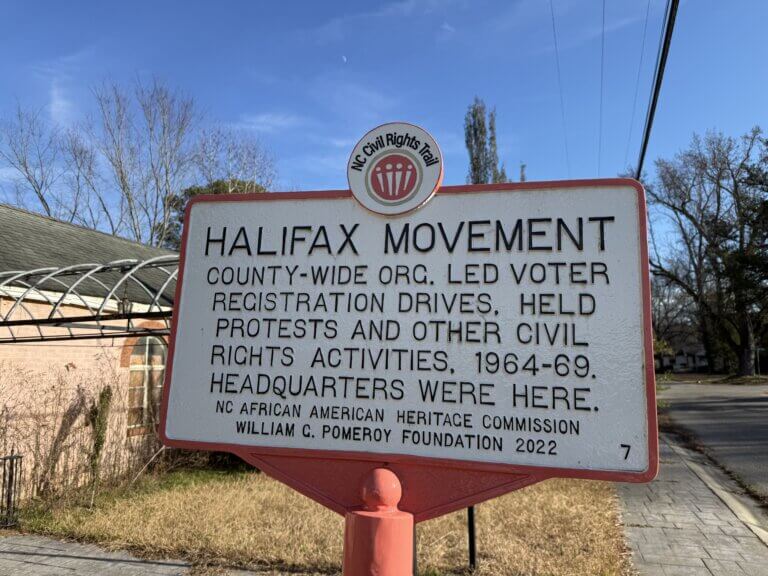 NC Civil Rights Trail
HALIFAX MOVEMENT
COUNTY-WIDE ORG. LED VOTER
REGISTRATION DRIVES, HELD
PROTESTS AND OTHER CIVIL
RIGHTS ACTIVITIES, 1964-69.
HEADQUARTERS WERE HERE.
NC AFRICAN AMERICAN HERITAGE COMMISSION
WILLIAM G. POMEROY FOUNDATION 2022
7